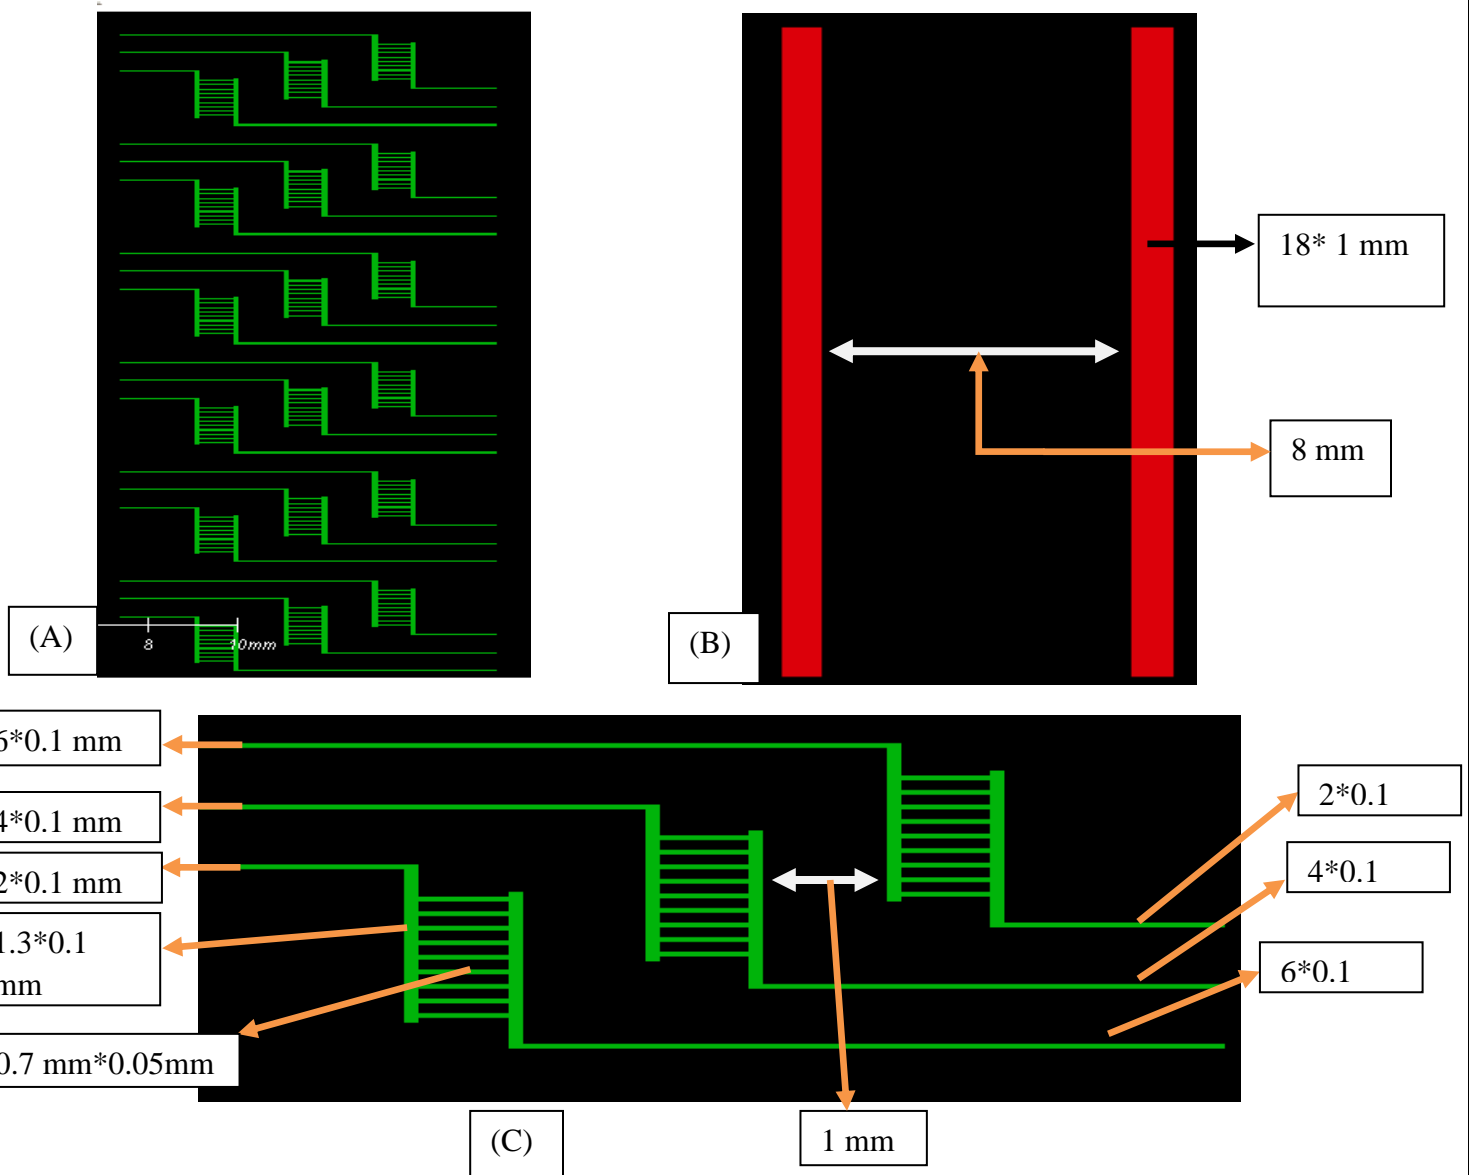 (A)
8
10mm
(B)
18* 1 mm
8 mm
6*0.1 mm
4*0.1 mm
2*0.1 mm
1.3*0.1
mm
0.7 mm*0.05mm
2*0.1
4*0.1
6*0.1
(C)
1 mm